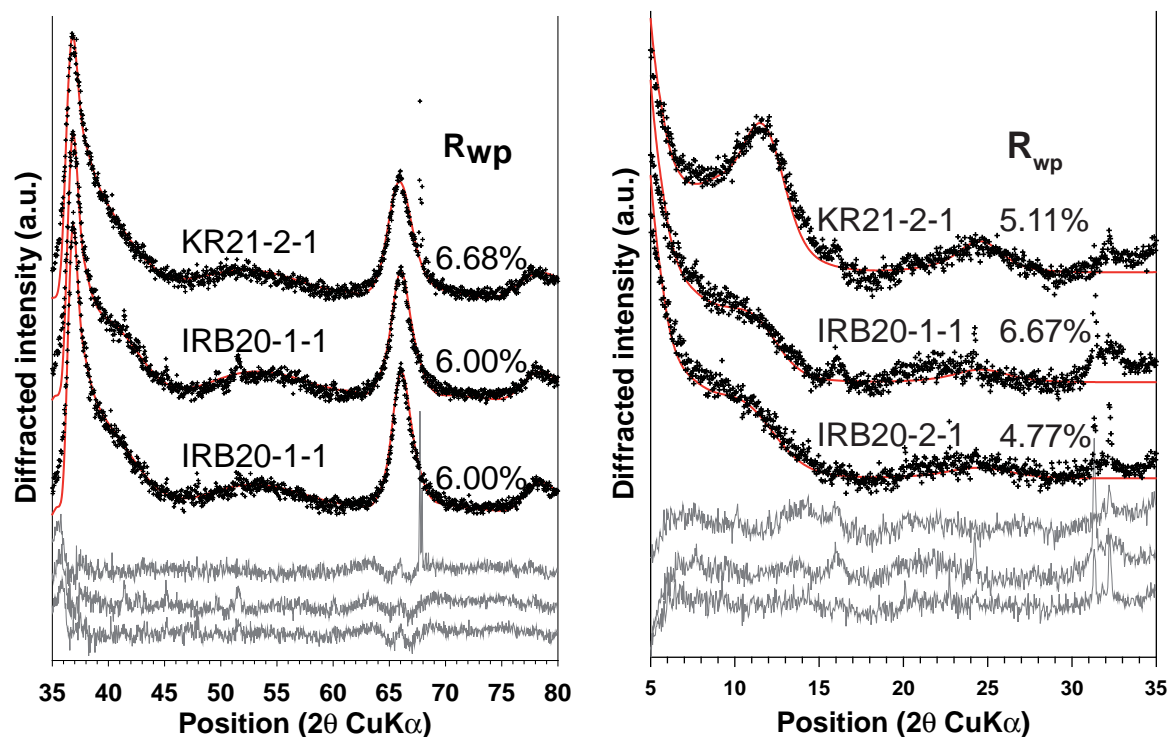 Diffracted intensity (a.u.)
Rwp
KR21-2-1
6.68%
IRB20-1-1
6.00%
IRB20-1-1
6.00%
35 40 45 50 55 60 65 70 75 80
Position (2θ CuKα)
Diffracted intensity (a.u.)
Rwp
KR21-2-1 5.11%
IRB20-1-1 6.67%
IRB20-2-1 4.77%
5 10 15 20 25 30 35
Position (2θ CuKα)